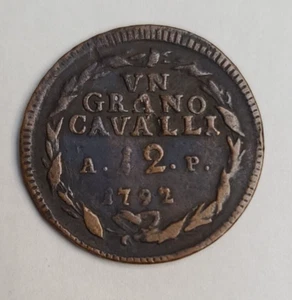 VN
GRANO
CAVALLI
A. 12. P.
1792